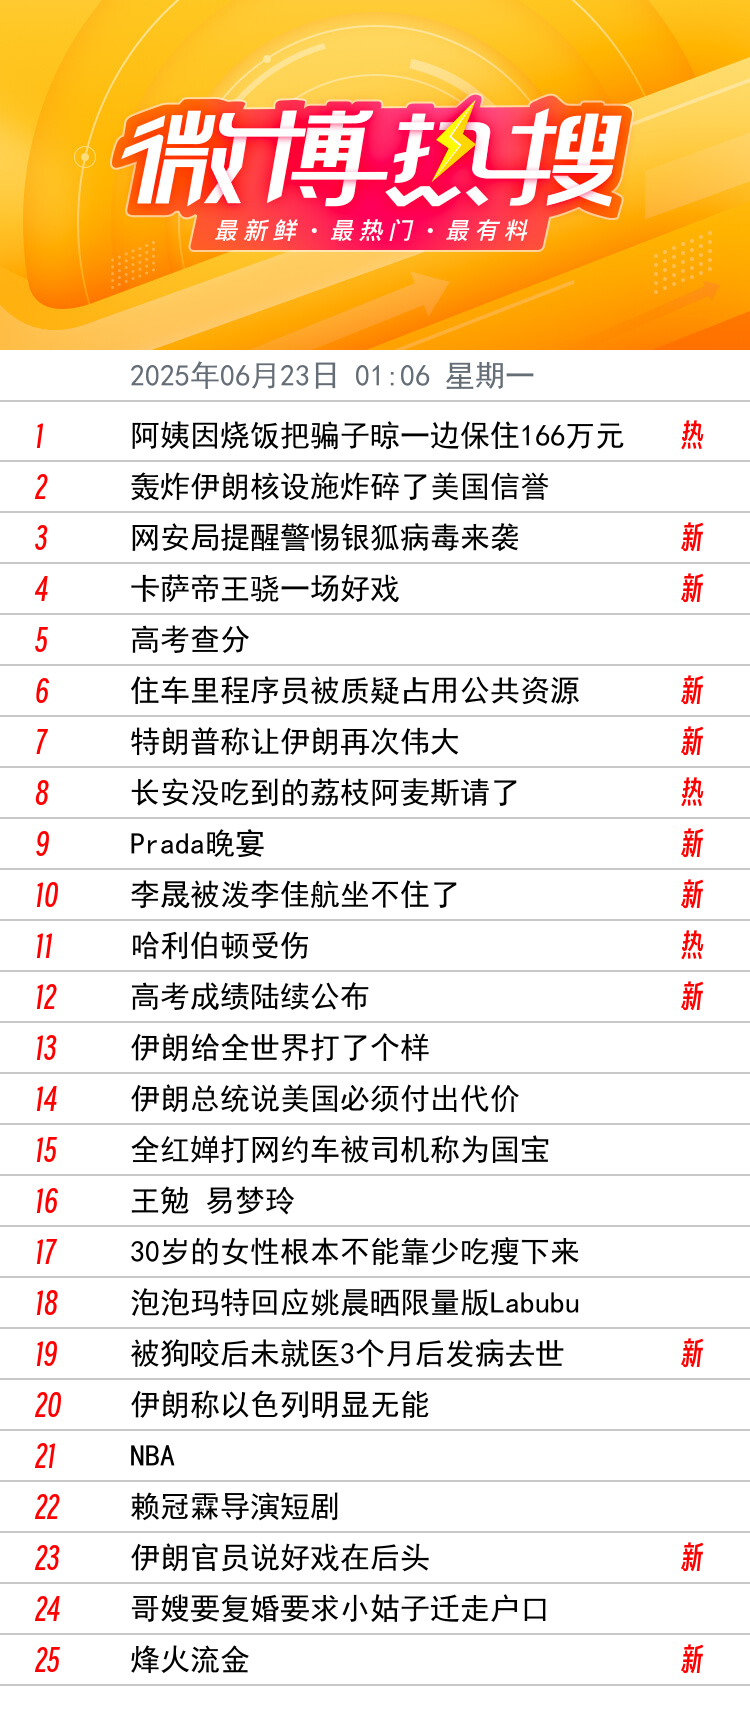 微博热搜
最新鲜·最热门·最有料
2025年06月23日 01:06 星期一
1 阿姨因烧饭把骗子晾一边保住166万元 热
2 轰炸伊朗核设施炸碎了美国信誉
3 网安局提醒警惕银狐病毒来袭 新
4 卡萨帝王骁一场好戏 新
5 高考查分
6 住车里程序员被质疑占用公共资源 新
7 特朗普称让伊朗再次伟大 新
8 长安没吃到的荔枝阿麦斯请了 热
9 Prada晚宴 新
10 李晟被泼李佳航坐不住了 新
11 哈利伯顿受伤 热
12 高考成绩陆续公布 新
13 伊朗给全世界打了个样
14 伊朗总统说美国必须付出代价
15 全红婵打网约车被司机称为国宝
16 王勉 易梦玲
17 30岁的女性根本不能靠少吃瘦下来
18 泡泡玛特回应姚晨晒限量版Labubu
19 被狗咬后未就医3个月后发病去世 新
20 伊朗称以色列明显无能
21 NBA
22 赖冠霖导演短剧
23 伊朗官员说好戏在后头 新
24 哥嫂要复婚要求小姑子迁走户口
25 烽火流金 新